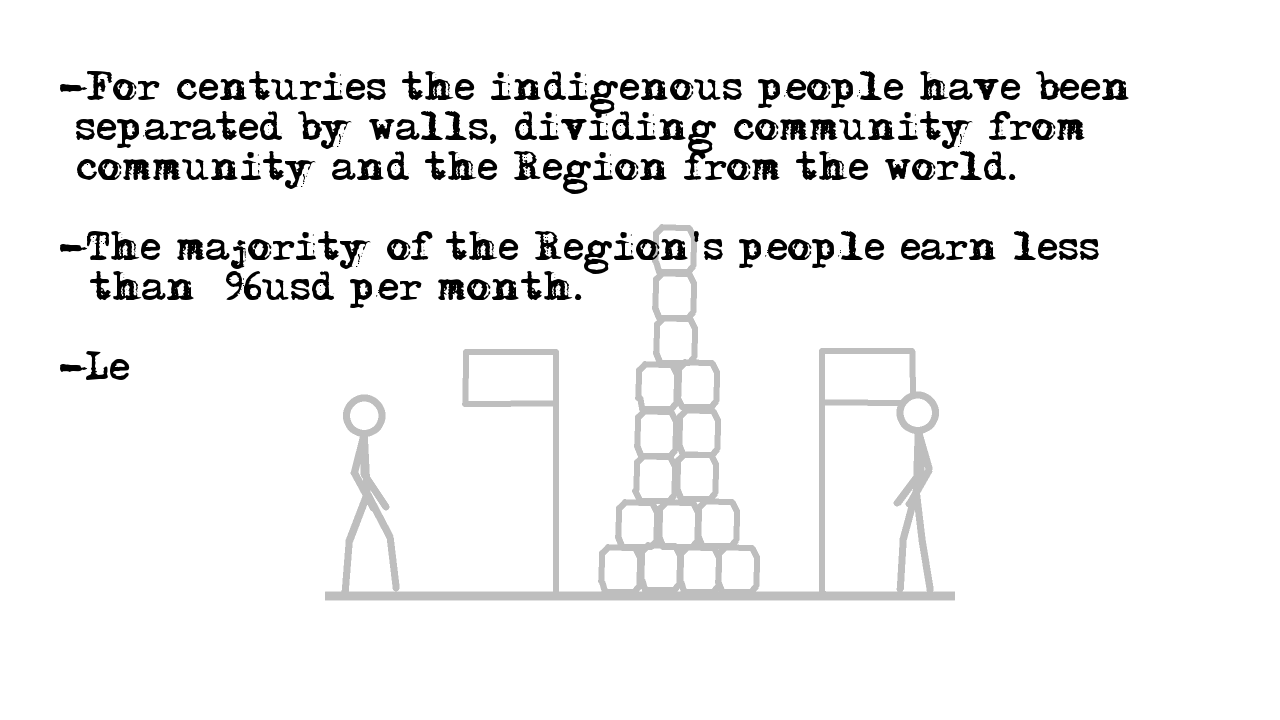 -For centuries the indigenous people have been
separated by walls, dividing community from
community and the Region from the world.
-The majority of the Region's people earn less
than 96usd per month.
-Le